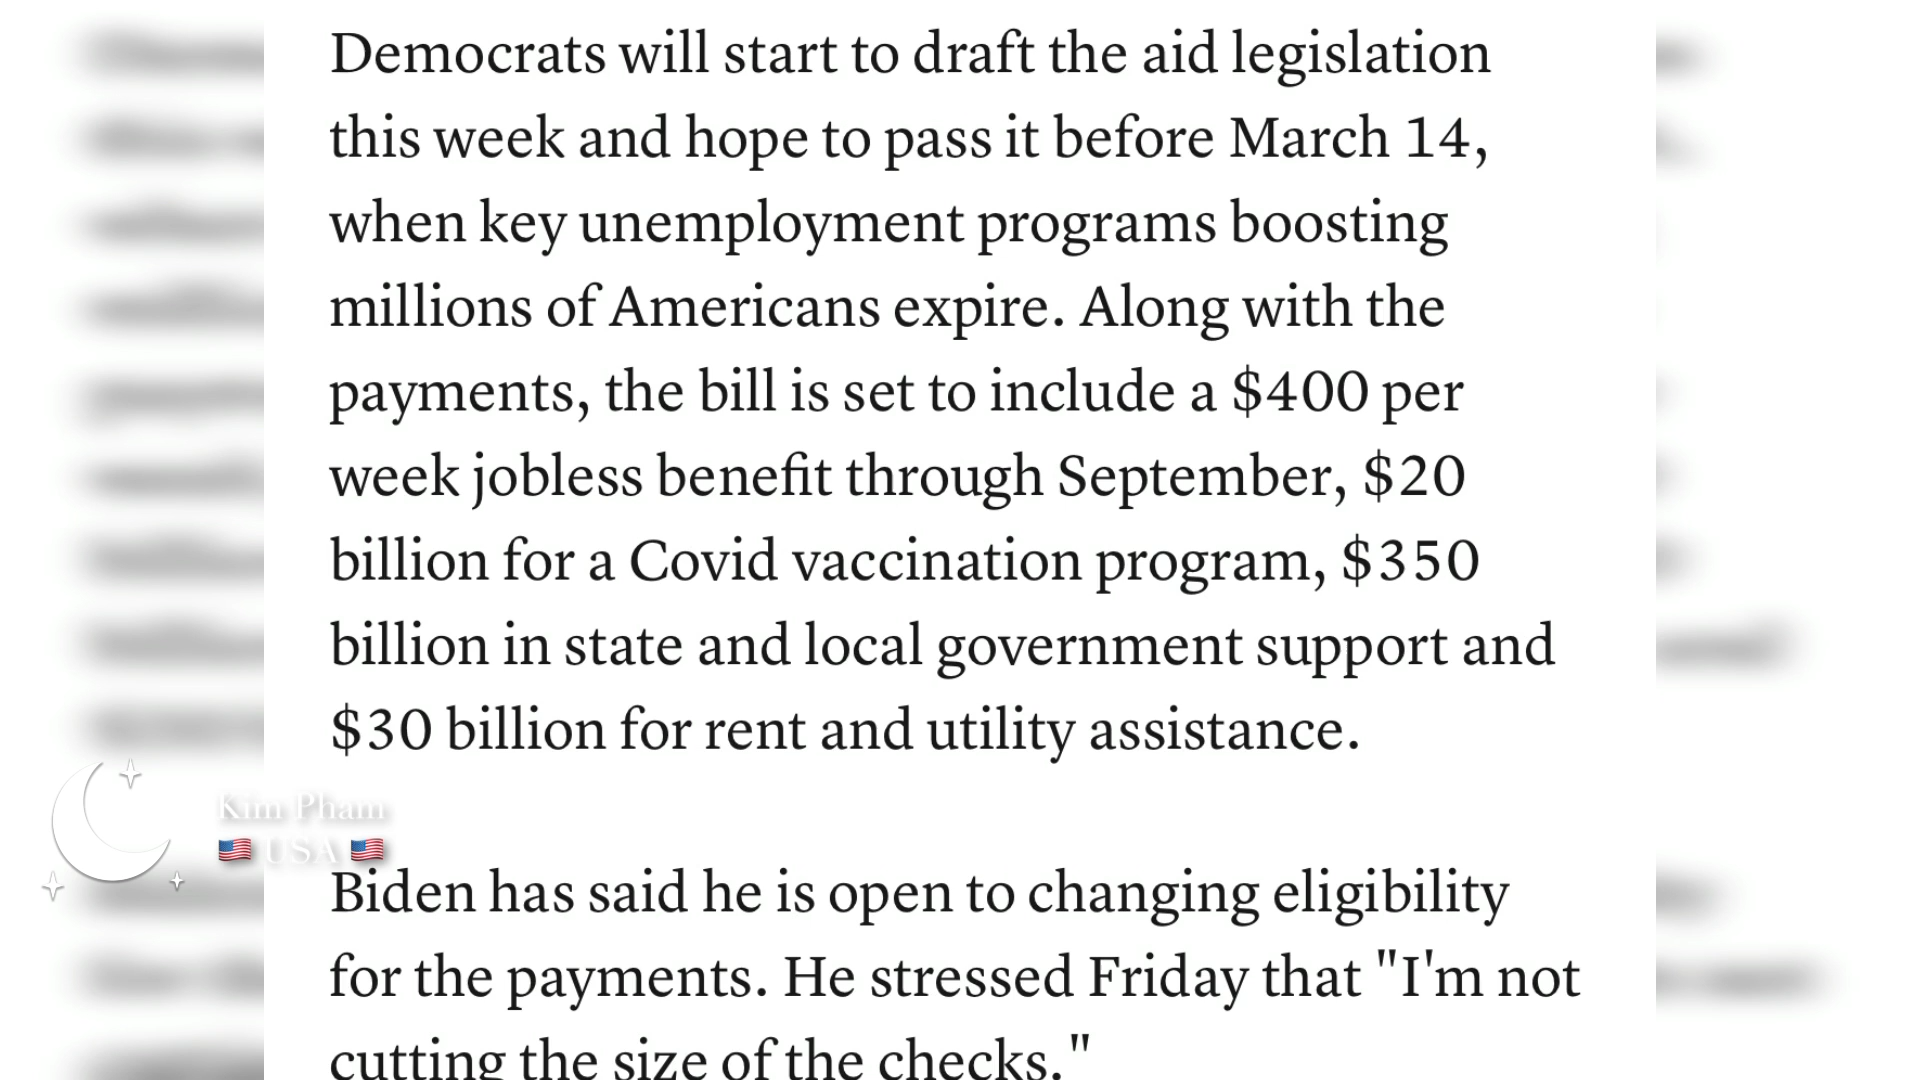 Democrats will start to draft the aid legislation
this week and hope to pass it before March 14,
when key unemployment programs boosting
millions of Americans expire. Along with the
payments, the bill is set to include a $400 per
week jobless benefit through September, $20
billion for a Covid vaccination program, $350
billion in state and local government support and
$30 billion for rent and utility assistance.
Kim Pham
🇺🇸 USA 🇺🇸
Biden has said he is open to changing eligibility
for the payments. He stressed Friday that "I'm not
cutting the size of the checks."